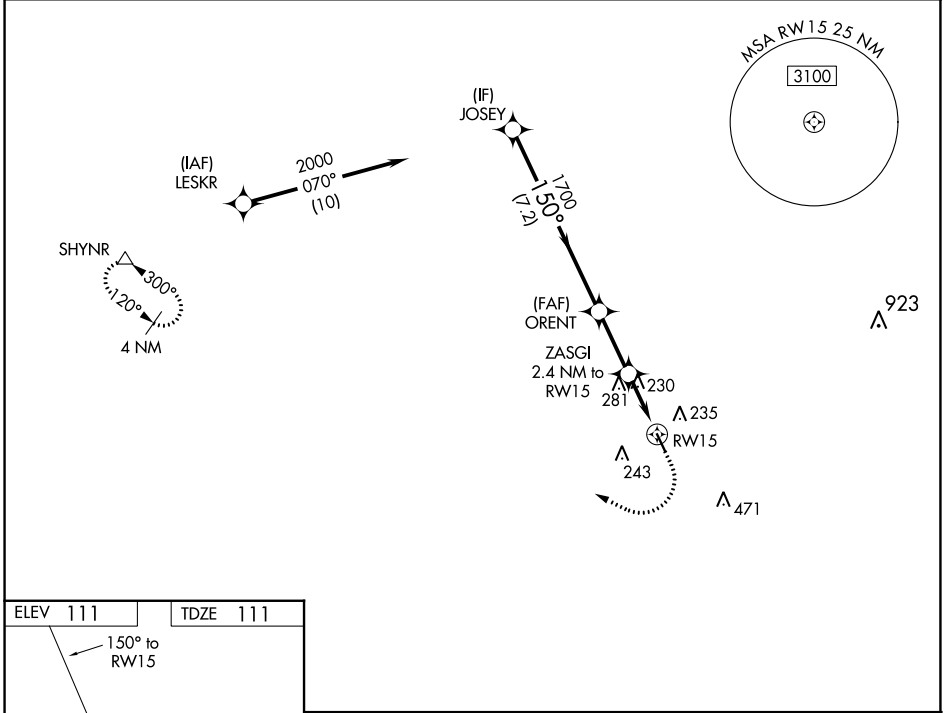 MSA RW15 25 NM
3100
(IF)
JOSEY
(IAF)
LESKR
2000
070°
(10)
1700
150°
(7.2)
SHYNR
300°
120°
4 NM
(FAF)
ORENT
923
ZASGI
2.4 NM to
RW15
281
230
235
RW15
243
471
ELEV 111
TDZE 111
150° to
RW15